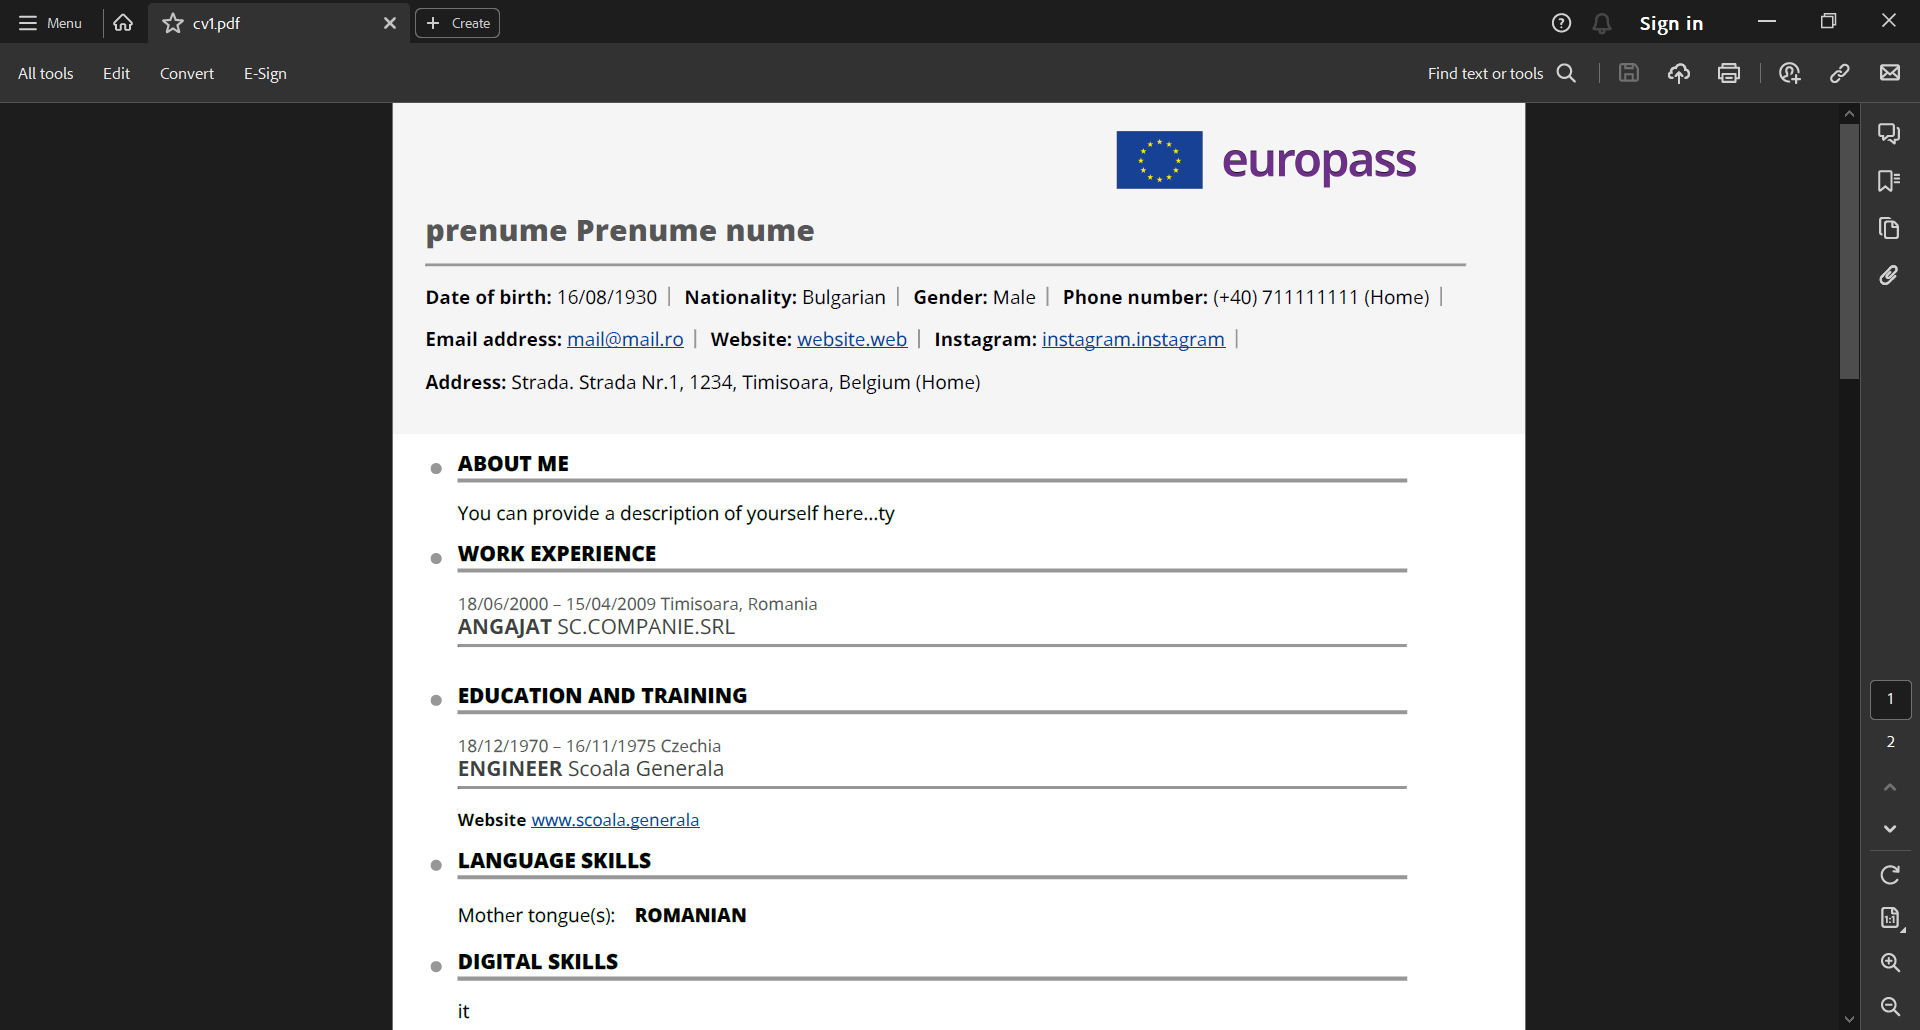 Menu
cv1.pdf
Create
Sign in
All tools Edit Convert E-Sign
Find text or tools
europass
prenume Prenume nume
Date of birth: 16/08/1930 | Nationality: Bulgarian | Gender: Male | Phone number: (+40) 711111111 (Home) |
Email address: mail@mail.ro | Website: website.web | Instagram: instagram.instagram |
Address: Strada. Strada Nr.1, 1234, Timisoara, Belgium (Home)
ABOUT ME
You can provide a description of yourself here...ty
WORK EXPERIENCE
18/06/2000 – 15/04/2009 Timisoara, Romania
ANGAJAT SC.COMPANIE.SRL
EDUCATION AND TRAINING
18/12/1970 – 16/11/1975 Czechia
ENGINEER Scoala Generala
Website www.scoala.generala
LANGUAGE SKILLS
Mother tongue(s): ROMANIAN
DIGITAL SKILLS
it
1
2
1:1